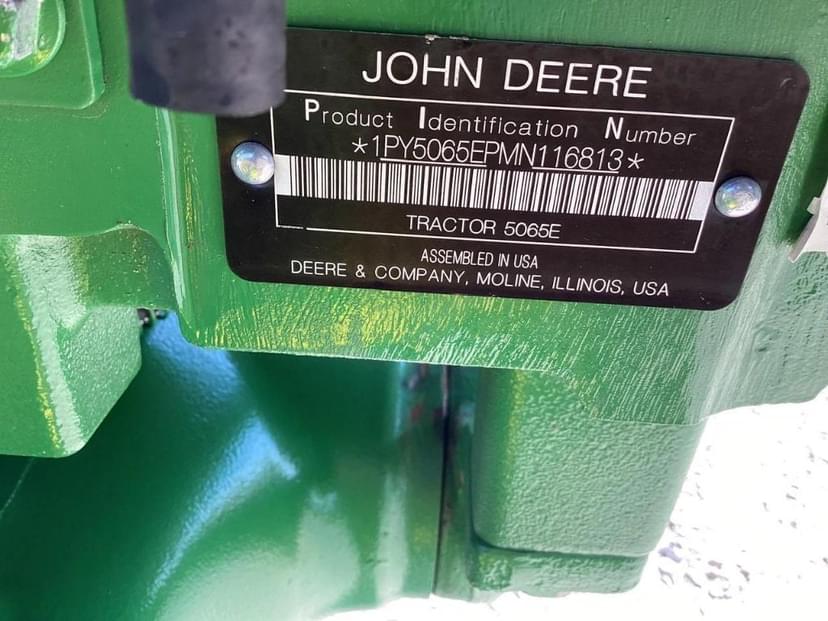 JOHN DEERE
Product Identification Number
*1PY5065EPMN116813*
TRACTOR 5065E
ASSEMBLED IN USA
DEERE & COMPANY, MOLINE, ILLINOIS, USA